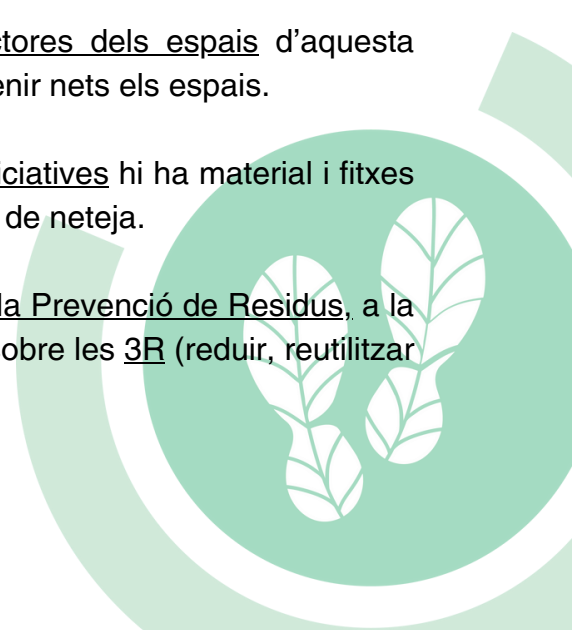 ctores dels espais d’aquesta
enir nets els espais.
iciatives hi ha material i fitxes
de neteja.
la Prevenció de Residus, a la
sobre les 3R (reduir, reutilitzar